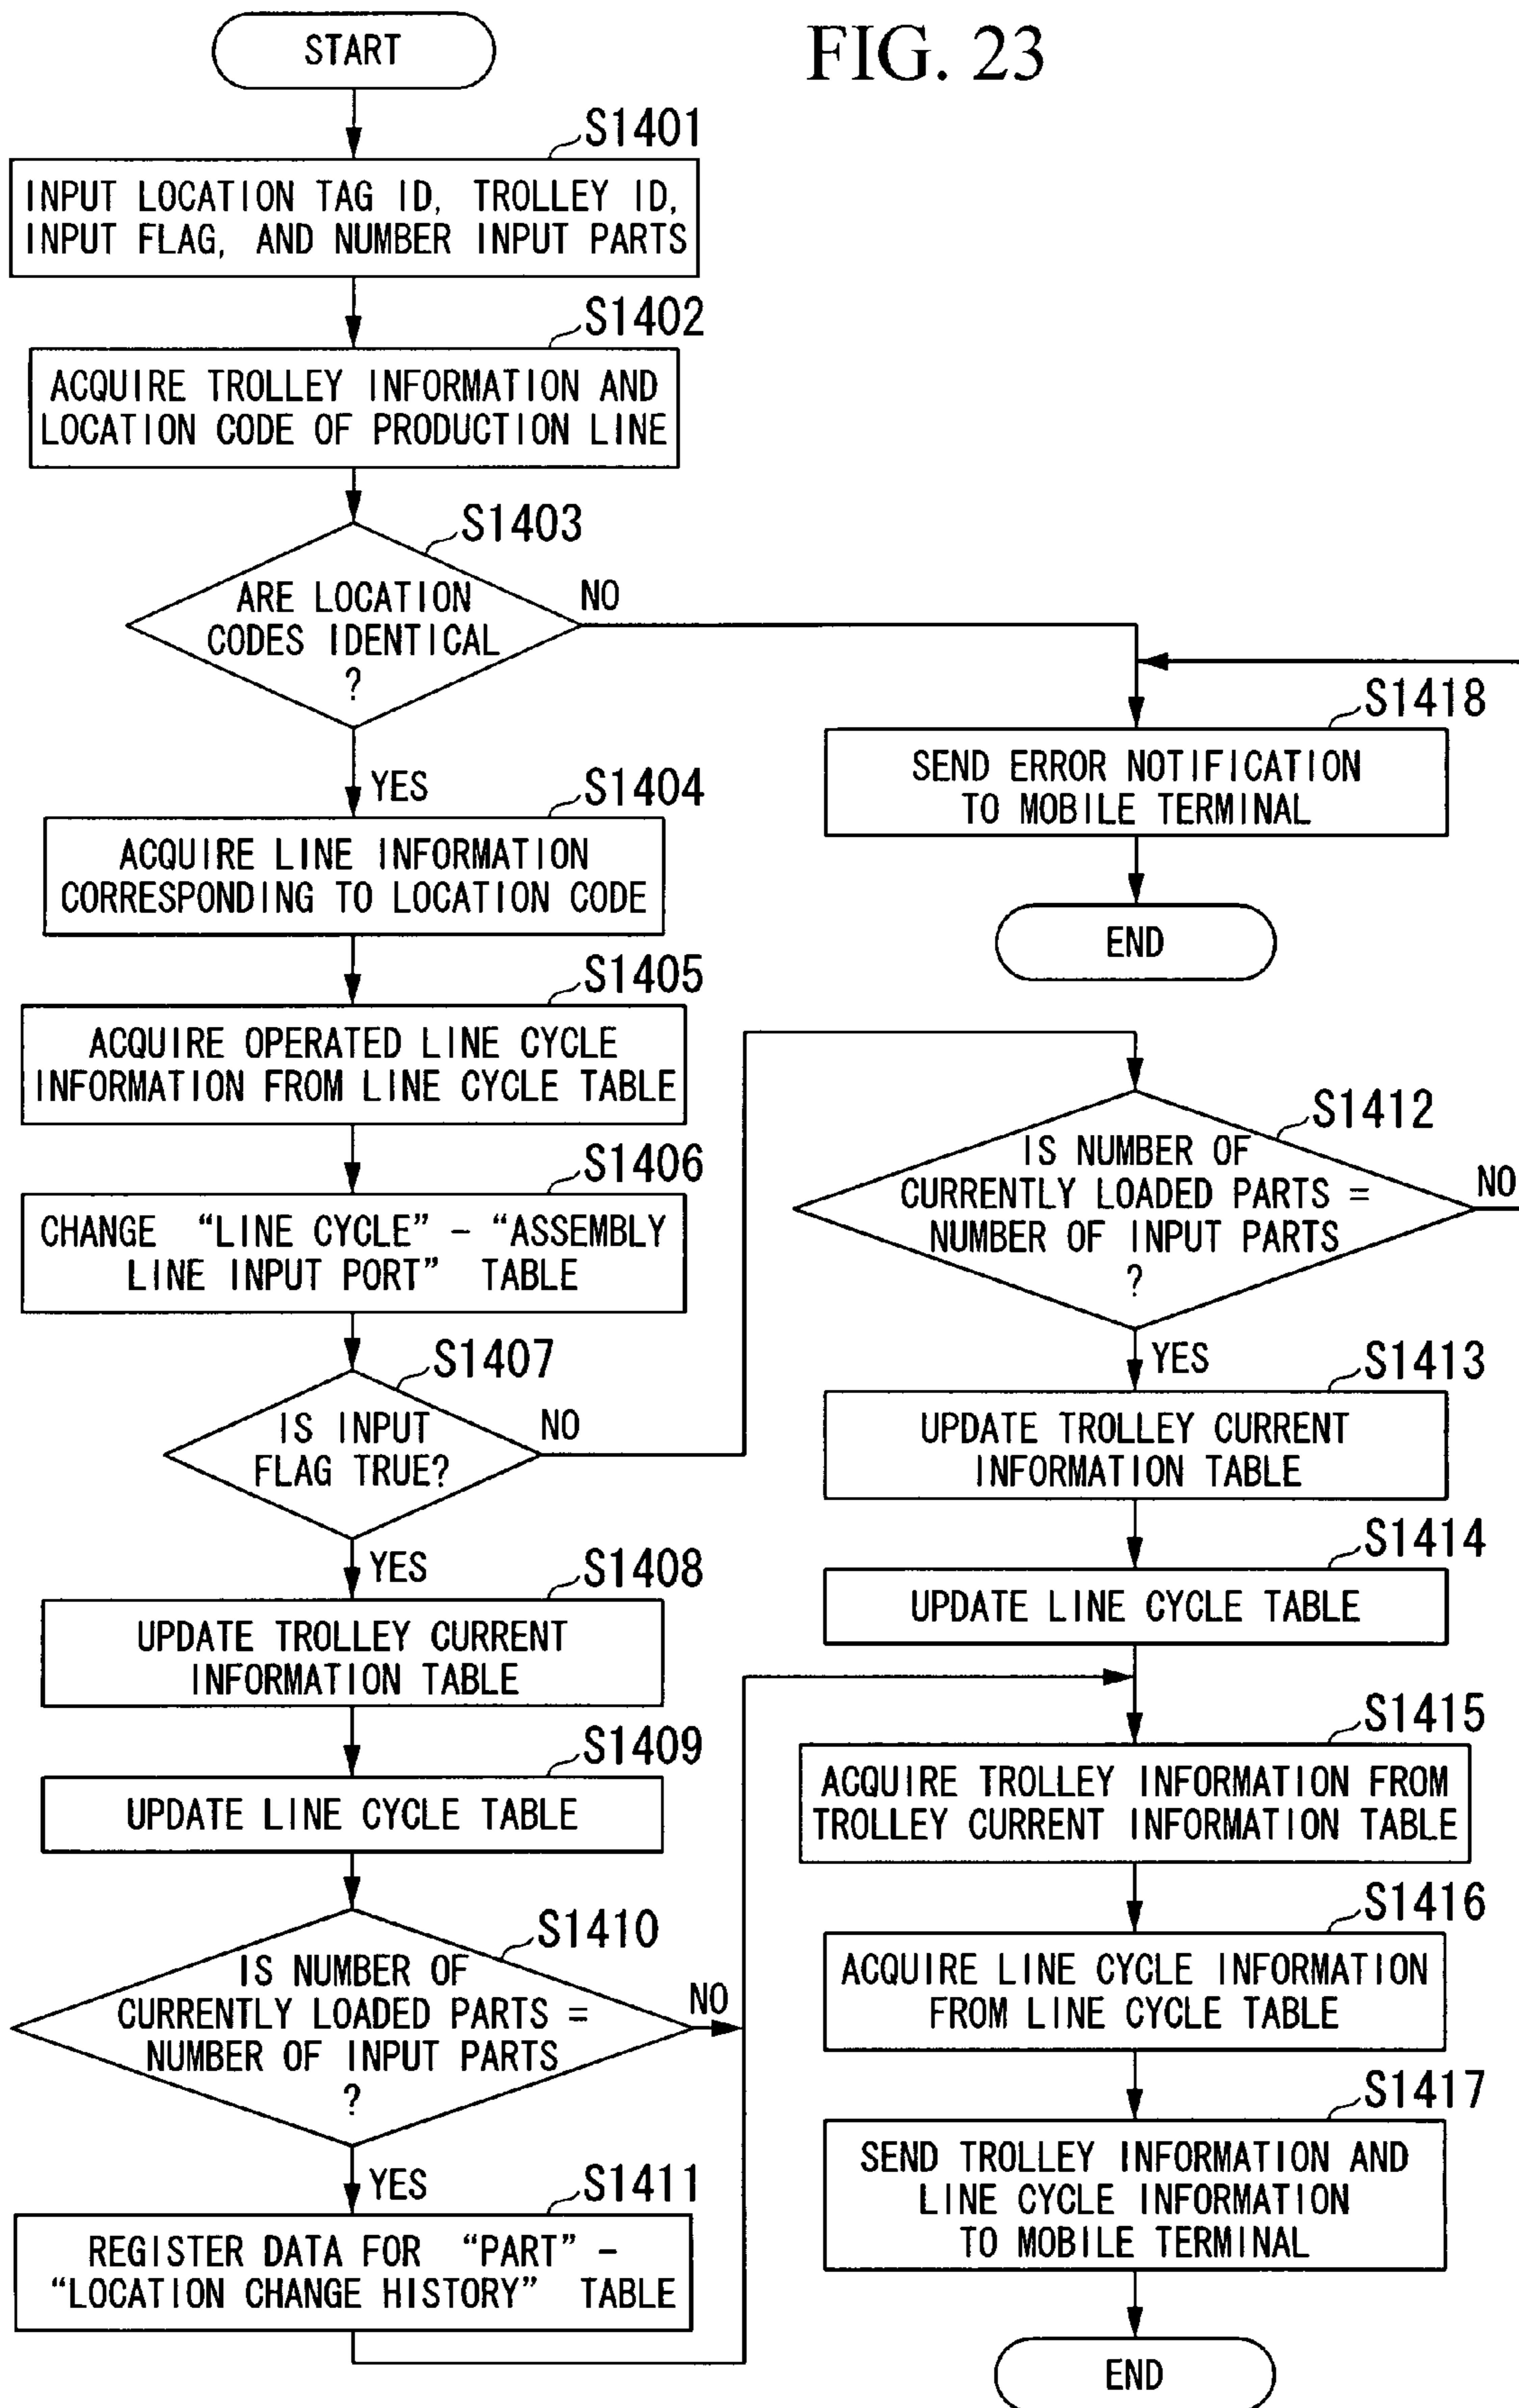 FIG. 23
START
S1401
INPUT LOCATION TAG ID, TROLLEY ID,
INPUT FLAG, AND NUMBER INPUT PARTS
S1402
ACQUIRE TROLLEY INFORMATION AND
LOCATION CODE OF PRODUCTION LINE
S1403
ARE LOCATION
CODES IDENTICAL
?
NO
YES
S1404
ACQUIRE LINE INFORMATION
CORRESPONDING TO LOCATION CODE
S1405
ACQUIRE OPERATED LINE CYCLE
INFORMATION FROM LINE CYCLE TABLE
S1406
CHANGE “LINE CYCLE” – “ASSEMBLY
LINE INPUT PORT” TABLE
S1407
IS INPUT
FLAG TRUE?
NO
YES
S1408
UPDATE TROLLEY CURRENT
INFORMATION TABLE
S1409
UPDATE LINE CYCLE TABLE
S1410
IS NUMBER OF
CURRENTLY LOADED PARTS =
NUMBER OF INPUT PARTS
?
NO
YES
S1411
REGISTER DATA FOR “PART” –
“LOCATION CHANGE HISTORY” TABLE
S1418
SEND ERROR NOTIFICATION
TO MOBILE TERMINAL
END
S1412
IS NUMBER OF
CURRENTLY LOADED PARTS =
NUMBER OF INPUT PARTS
?
NO
YES
S1413
UPDATE TROLLEY CURRENT
INFORMATION TABLE
S1414
UPDATE LINE CYCLE TABLE
S1415
ACQUIRE TROLLEY INFORMATION FROM
TROLLEY CURRENT INFORMATION TABLE
S1416
ACQUIRE LINE CYCLE INFORMATION
FROM LINE CYCLE TABLE
S1417
SEND TROLLEY INFORMATION AND
LINE CYCLE INFORMATION
TO MOBILE TERMINAL
END